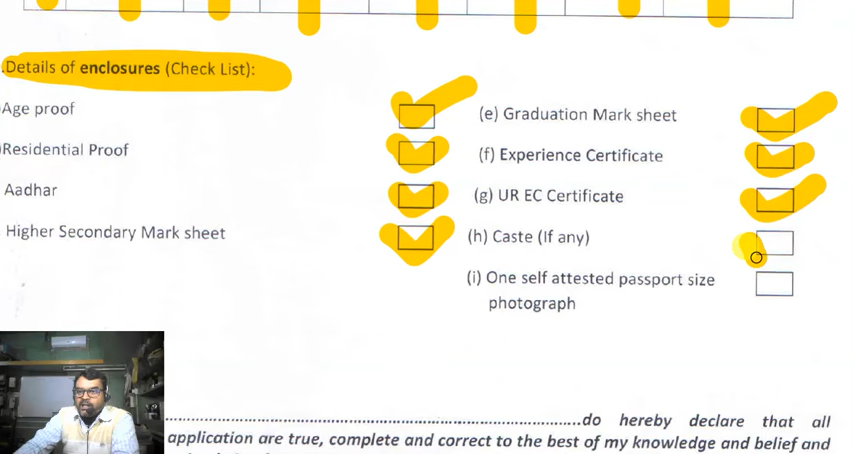 .Details of enclosures (Check List):
Age proof
Residential Proof
Aadhar
Higher Secondary Mark sheet
(e) Graduation Mark sheet
(f) Experience Certificate
(g) UR EC Certificate
(h) Caste (If any)
(i) One self attested passport size
photograph
................................................................................................do hereby declare that all
application are true, complete and correct to the best of my knowledge and belief and